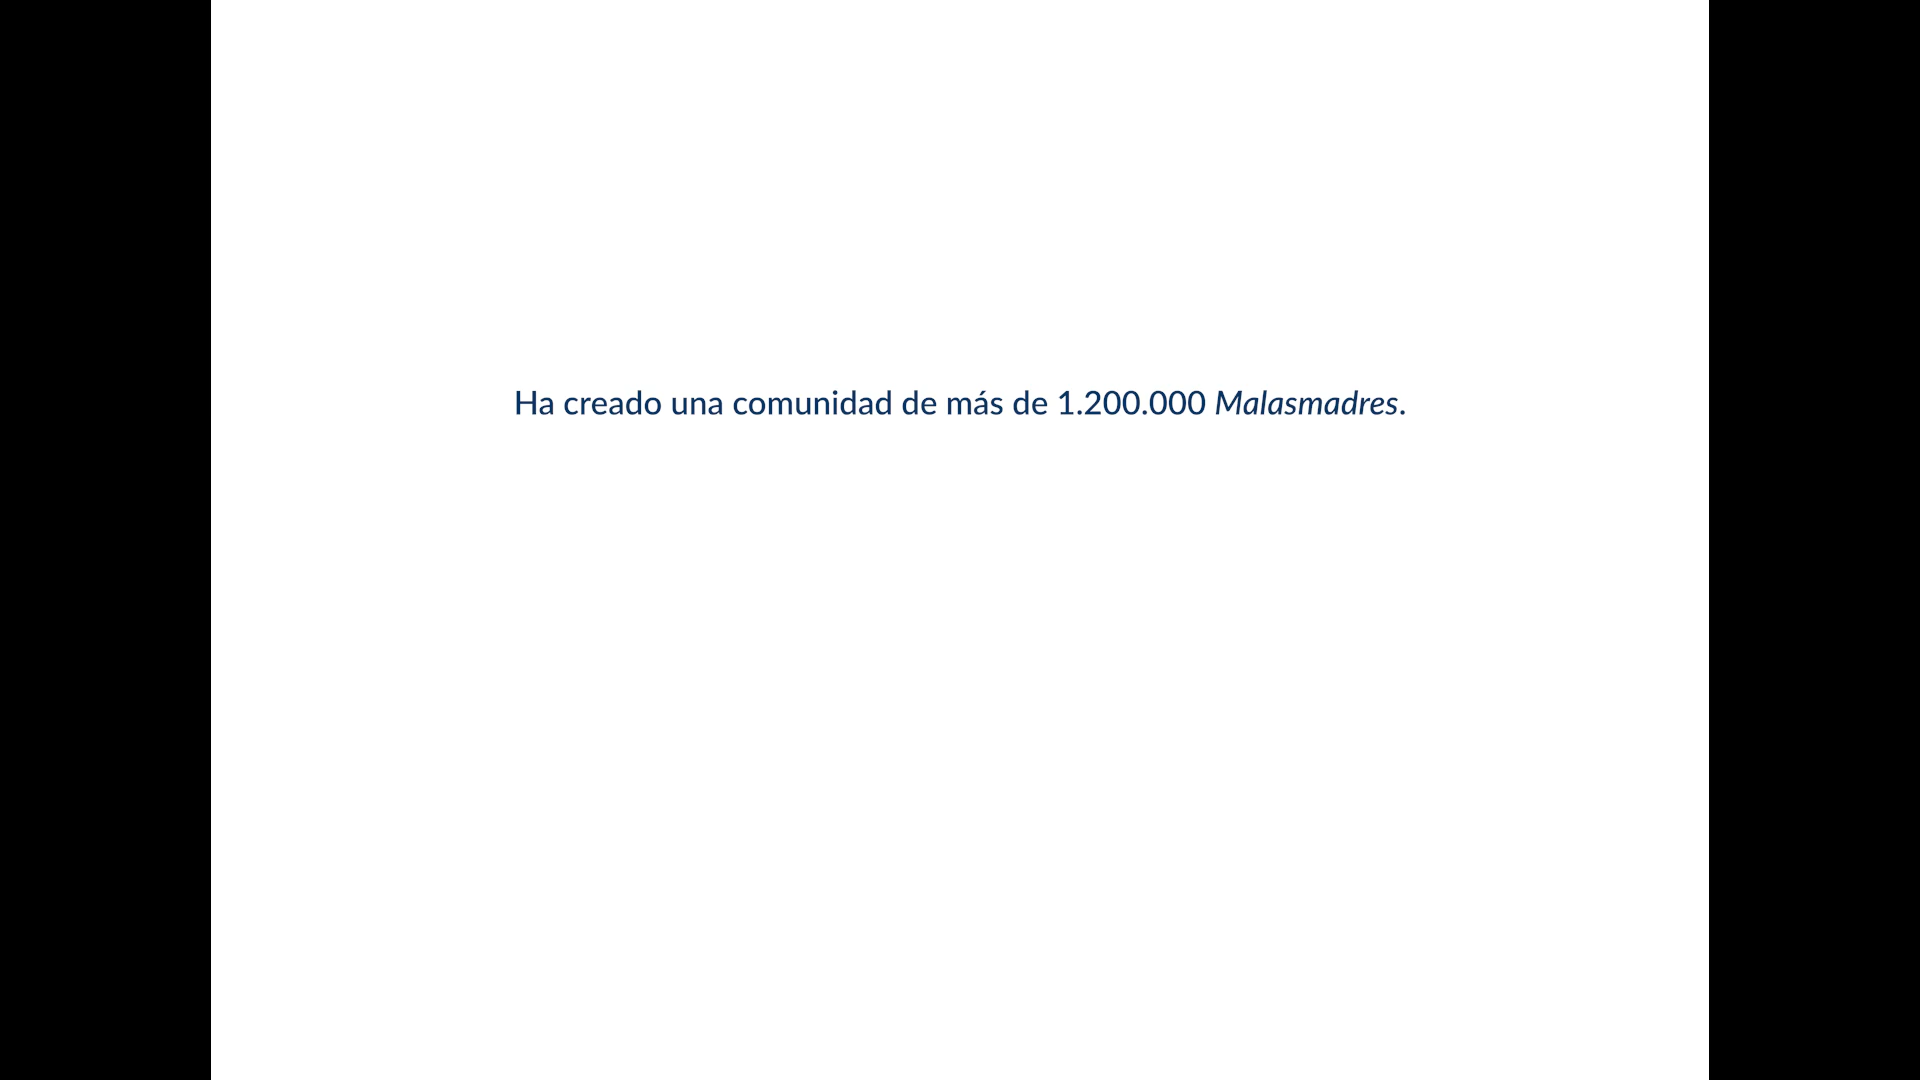 Ha creado una comunidad de más de 1.200.000 Malasmadres.